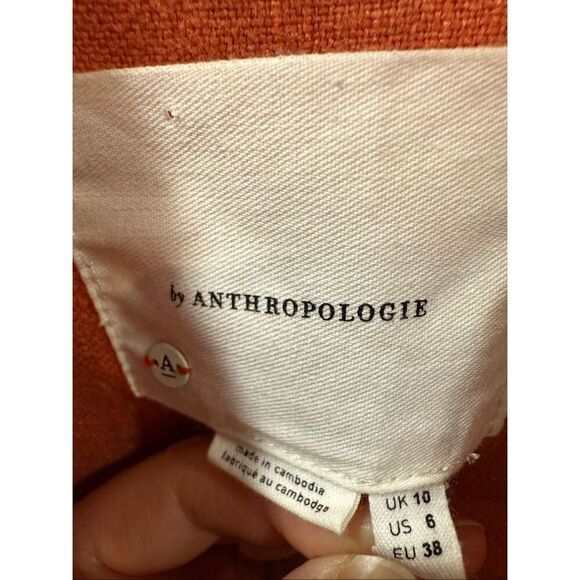 by ANTHROPOLOGIE
A
made in cambodia
fabriqué au cambodge
UK 10
US 6
EU 38